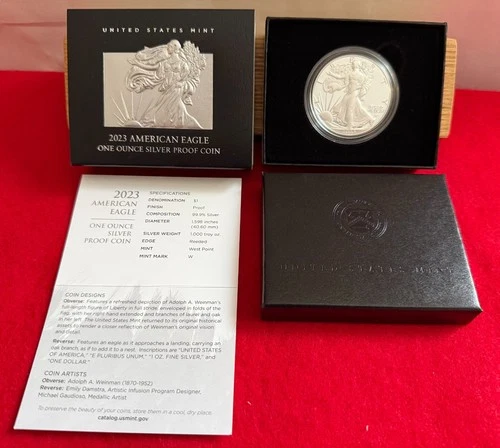 UNITED STATES MINT
2023 AMERICAN EAGLE
ONE OUNCE SILVER PROOF COIN
2023
AMERICAN
EAGLE
ONE OUNCE
SILVER
PROOF COIN
SPECIFICATIONS
DENOMINATION $1
FINISH Proof
COMPOSITION 99.9% Silver
DIAMETER 1.598 inches
(40.60 mm)
SILVER WEIGHT 1.000 troy oz.
EDGE Reeded
MINT West Point
MINT MARK W
COIN DESIGNS
Obverse: Features a refreshed depiction of Adolph A. Weinman's
full-length figure of Liberty in full stride, enveloped in folds of the
flag, with her right hand extended and branches of laurel and oak
in her left. The United States Mint returned to its original historical
assets to render a closer reflection of Weinman's original vision
and detail.
Reverse: Features an eagle as it approaches a landing, carrying an
oak branch, as if to add it to a nest. Inscriptions are "UNITED STATES
OF AMERICA," "E PLURIBUS UNUM," "1 OZ. FINE SILVER," and
"ONE DOLLAR."
COIN ARTISTS
Obverse: Adolph A. Weinman (1870-1952)
Reverse: Emily Damstra, Artistic Infusion Program Designer,
Michael Gaudioso, Medallic Artist
To preserve the beauty of your coins, store them in a cool, dry place.
catalog.usmint.gov
UNITED STATES MINT